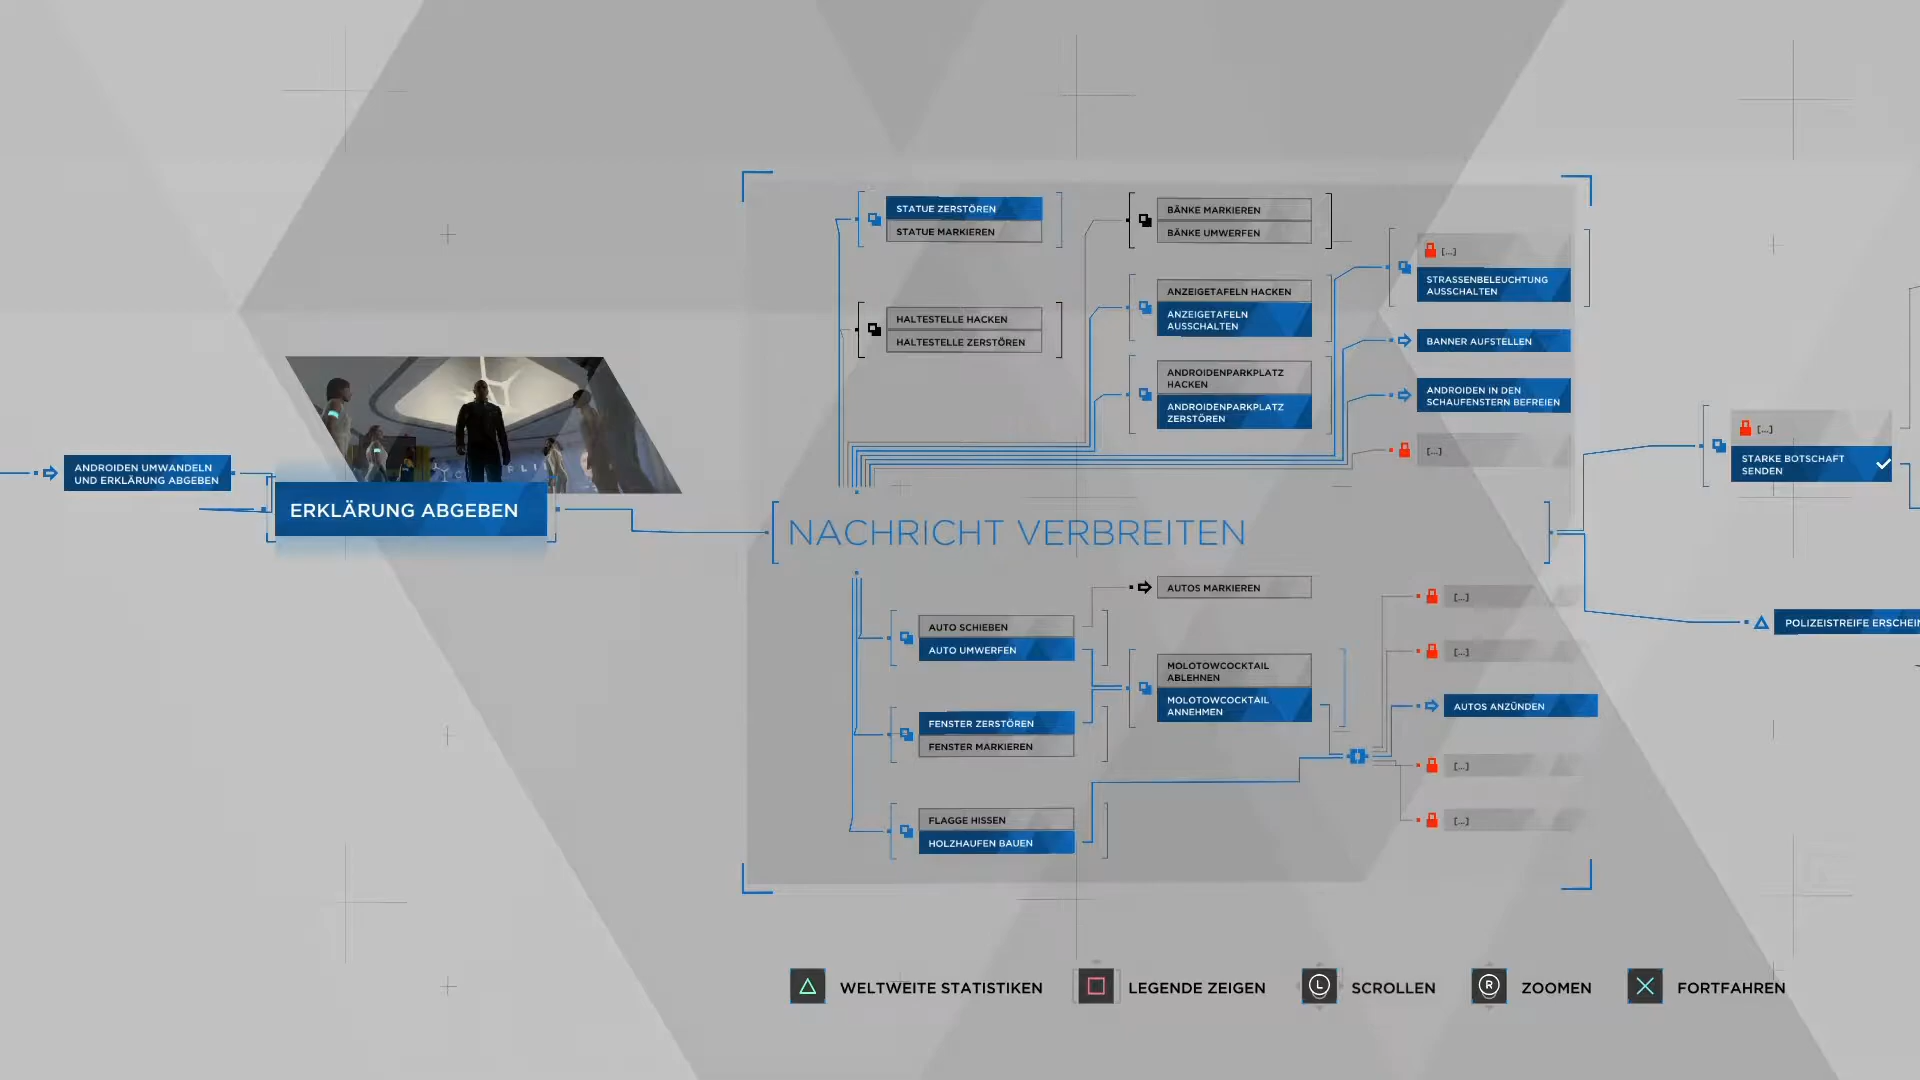 ANDROIDEN UMWANDELN
UND ERKLÄRUNG ABGEBEN
ERKLÄRUNG ABGEBEN
STATUE ZERSTÖREN
STATUE MARKIEREN
HALTESTELLE HACKEN
HALTESTELLE ZERSTÖREN
BÄNKE MARKIEREN
BÄNKE UMWERFEN
ANZEIGETAFELN HACKEN
ANZEIGETAFELN
AUSSCHALTEN
ANDROIDENPARKPLATZ
HACKEN
ANDROIDENPARKPLATZ
ZERSTÖREN
[...]
STRASSENBELEUCHTUNG
AUSSCHALTEN
BANNER AUFSTELLEN
ANDROIDEN IN DEN
SCHAUFENSTERN BEFREIEN
[...]
NACHRICHT VERBREITEN
AUTO SCHIEBEN
AUTO UMWERFEN
FENSTER ZERSTÖREN
FENSTER MARKIEREN
FLAGGE HISSEN
HOLZHAUFEN BAUEN
AUTOS MARKIEREN
MOLOTOWCOCKTAIL
ABLEHNEN
MOLOTOWCOCKTAIL
ANNEHMEN
[...]
[...]
AUTOS ANZÜNDEN
[...]
[...]
[...]
STARKE BOTSCHAFT
SENDEN
POLIZEISTREIFE ERSCHEIN
WELTWEITE STATISTIKEN
LEGENDE ZEIGEN
L
SCROLLEN
R
ZOOMEN
FORTFAHREN